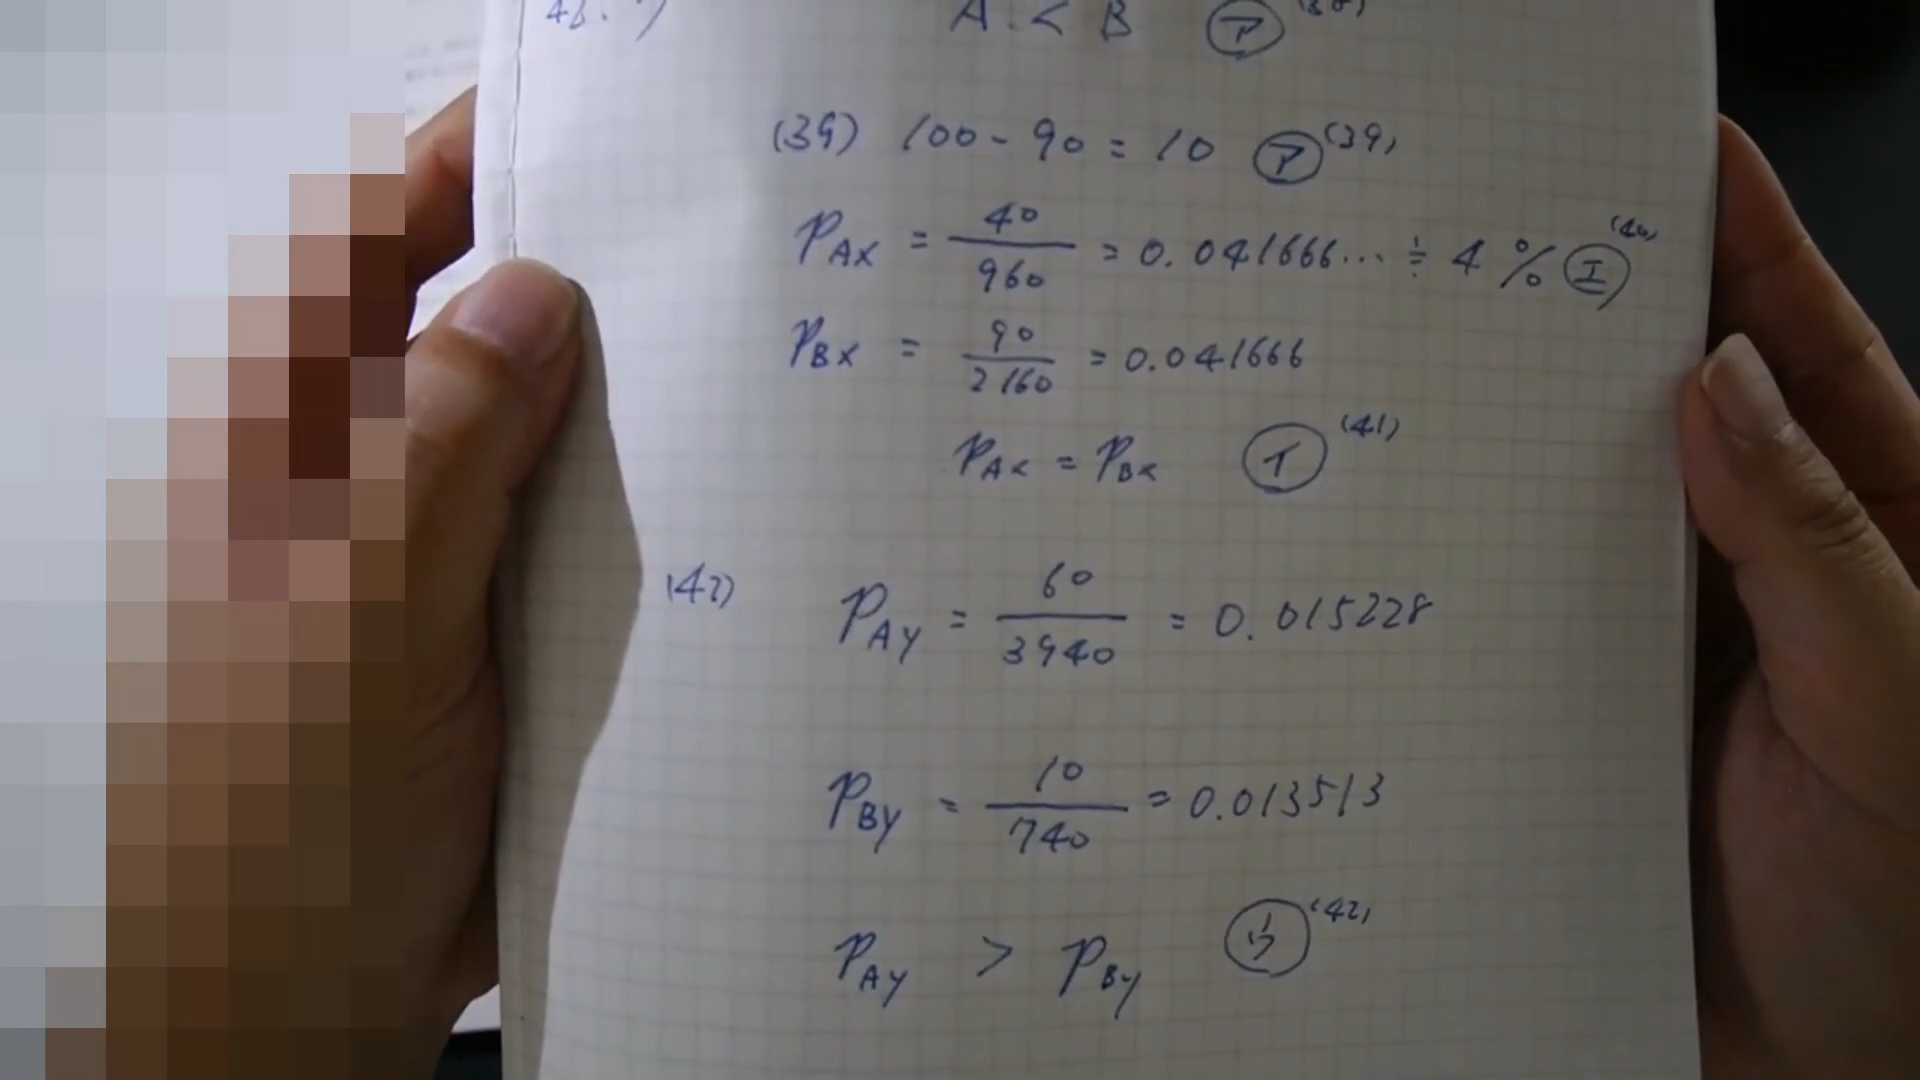 A < B ㋐
(39) 100 - 90 = 10 ㋐ (39)
PAX = 40/960 = 0.041666... ≒ 4 % ㋓ (40)
PBX = 90/2160 = 0.041666
PAX = PBX ㋑ (41)
(42) PAY = 60/3940 = 0.015228
PBY = 10/740 = 0.013513
PAY > PBY ㋒ (42)